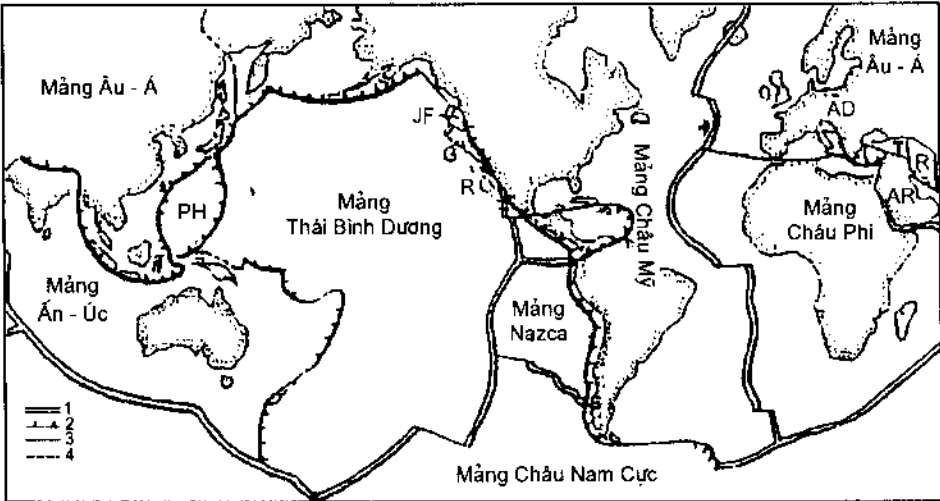 Mảng Âu - Á
Mảng
Âu - Á
JF
AD
R
T
R
PH
Mảng
Thái Bình Dương
Mảng Châu Mỹ
AR
Mảng
Châu Phi
Mảng
Ấn - Úc
Mảng
Nazca
1
2
3
4
Mảng Châu Nam Cực